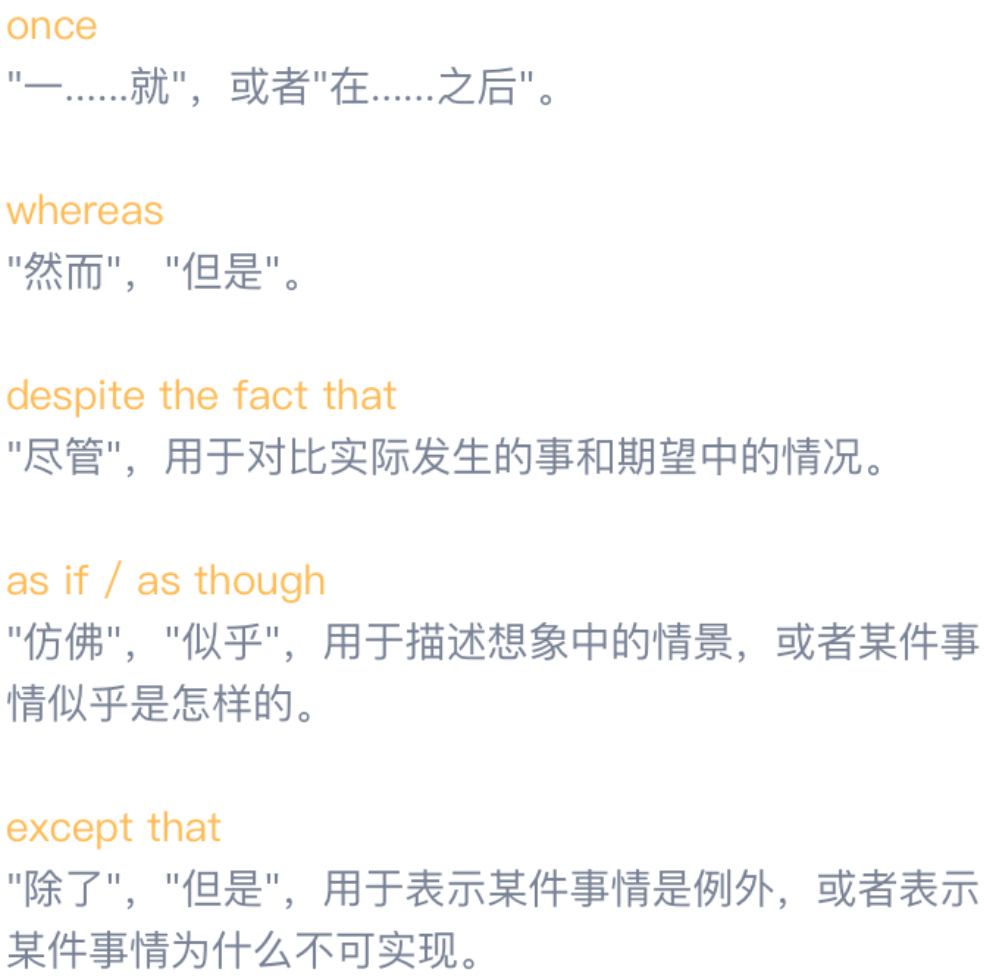 once
"一......就"，或者"在......之后"。
whereas
"然而"，"但是"。
despite the fact that
"尽管"，用于对比实际发生的事和期望中的情况。
as if / as though
"仿佛"，"似乎"，用于描述想象中的情景，或者某件事
情似乎是怎样的。
except that
"除了"，"但是"，用于表示某件事情是例外，或者表示
某件事情为什么不可实现。